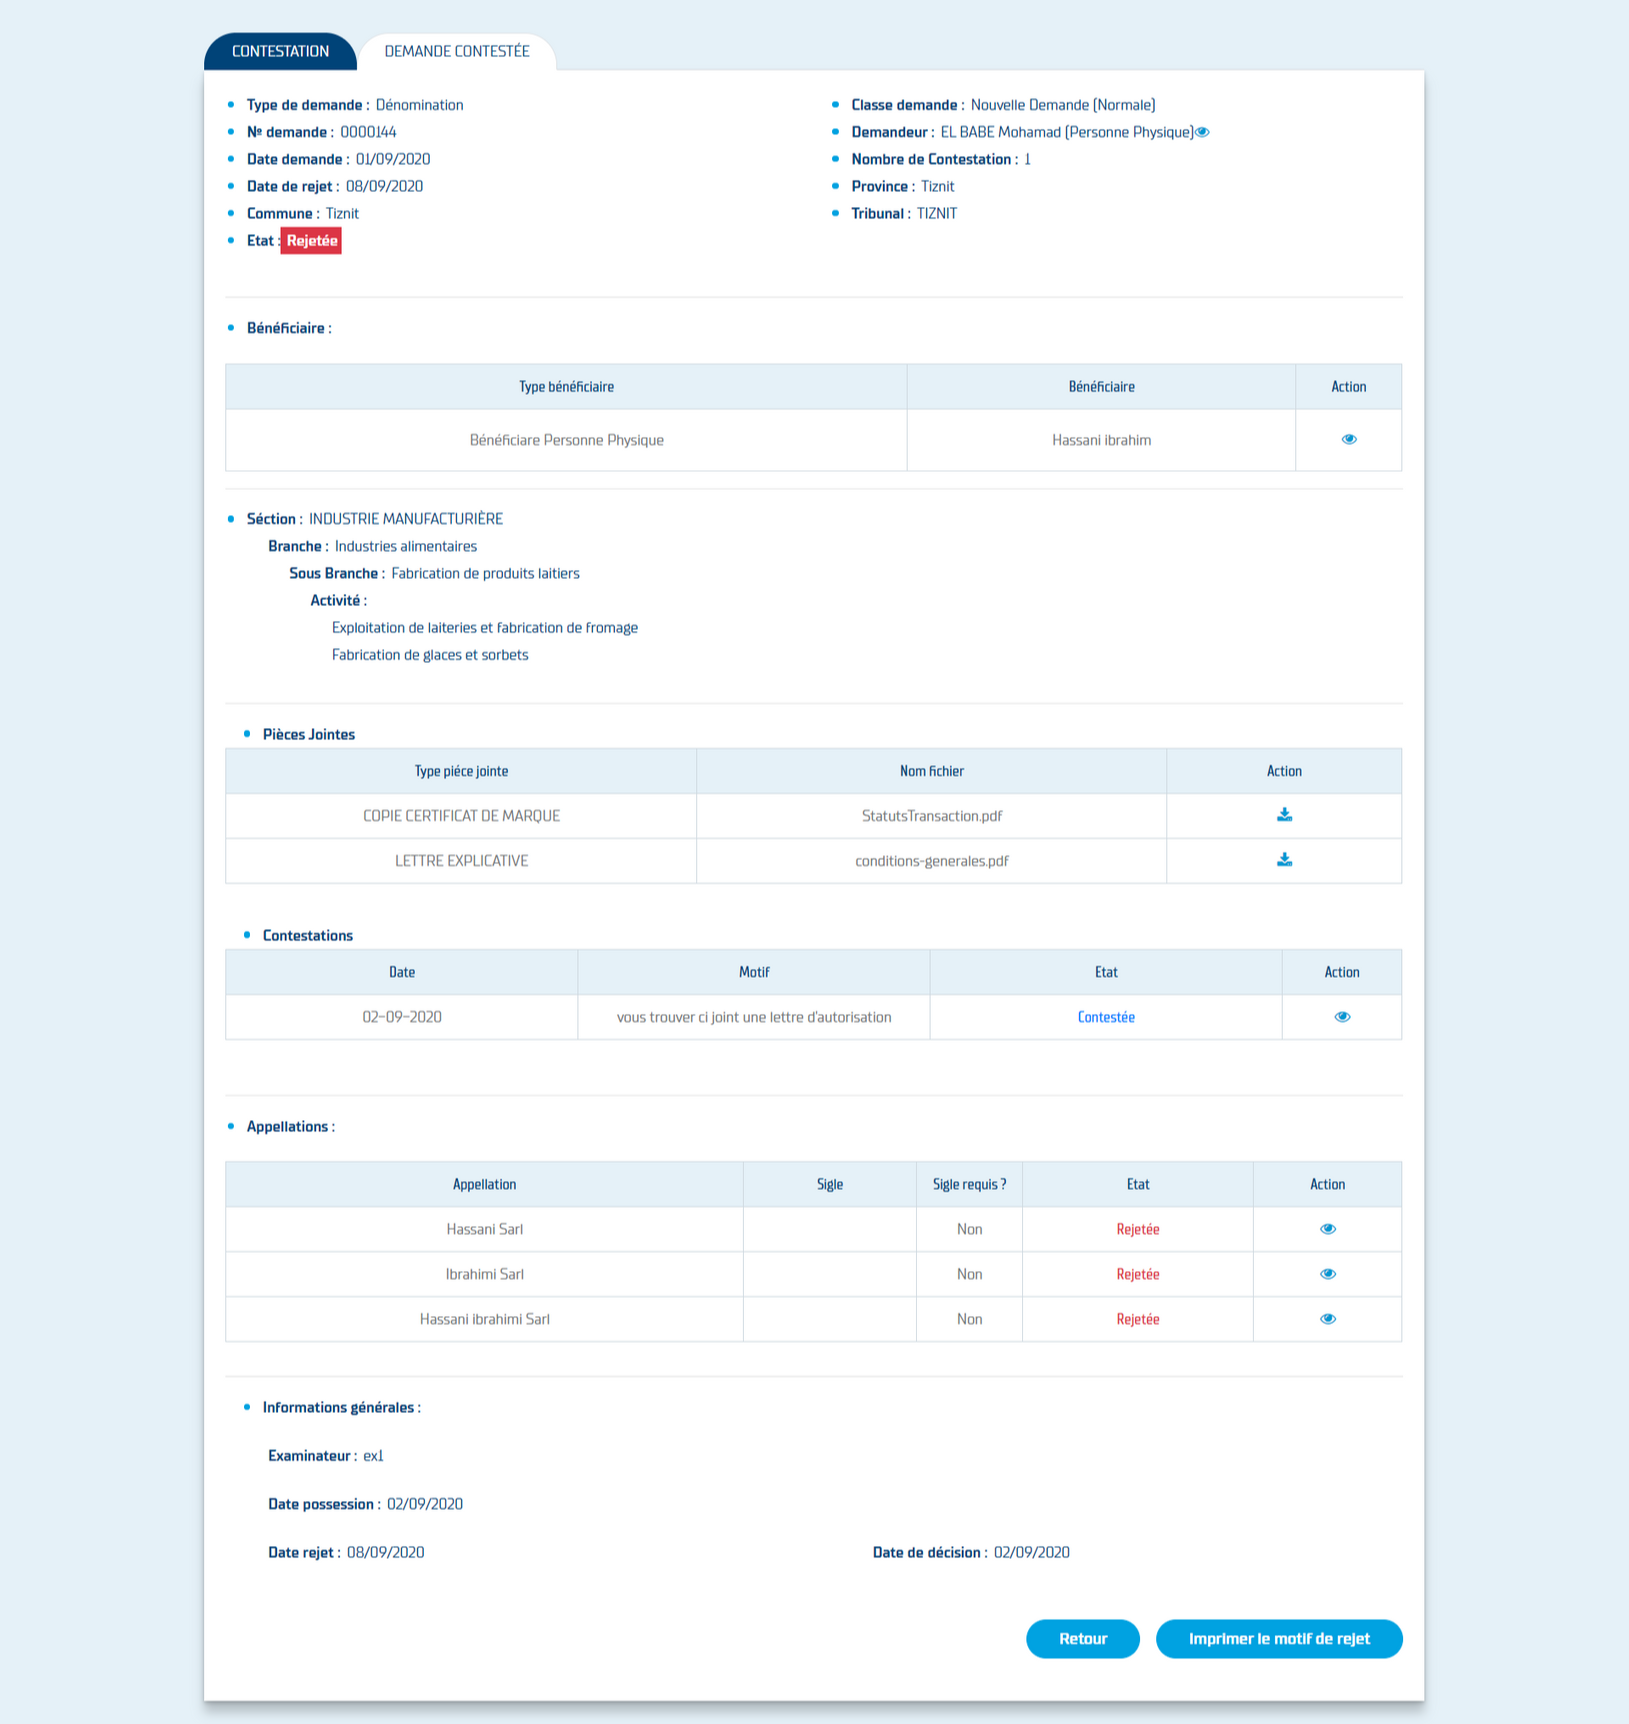 CONTESTATION
DEMANDE CONTESTÉE
Type de demande : Dénomination
Classe demande : Nouvelle Demande (Normale)
Nº demande : 0000144
Demandeur : EL BABE Mohamad (Personne Physique)
Date demande : 01/09/2020
Nombre de Contestation : 1
Date de rejet : 08/09/2020
Province : Tiznit
Commune : Tiznit
Tribunal : TIZNIT
Etat : Rejetée
Bénéficiaire :
Type bénéficiaire Bénéficiaire Action
Bénéficiare Personne Physique Hassani ibrahim
Séction : INDUSTRIE MANUFACTURIÈRE
Branche : Industries alimentaires
Sous Branche : Fabrication de produits laitiers
Activité :
Exploitation de laiteries et fabrication de fromage
Fabrication de glaces et sorbets
Pièces Jointes
Type piéce jointe Nom fichier Action
COPIE CERTIFICAT DE MARQUE StatutsTransaction.pdf
LETTRE EXPLICATIVE conditions-generales.pdf
Contestations
Date Motif Etat Action
02-09-2020 vous trouver ci joint une lettre d'autorisation Contestée
Appellations :
Appellation Sigle Sigle requis ? Etat Action
Hassani Sarl Non Rejetée
Ibrahimi Sarl Non Rejetée
Hassani ibrahimi Sarl Non Rejetée
Informations générales :
Examinateur : ex1
Date possession : 02/09/2020
Date rejet : 08/09/2020
Date de décision : 02/09/2020
Retour
Imprimer le motif de rejet